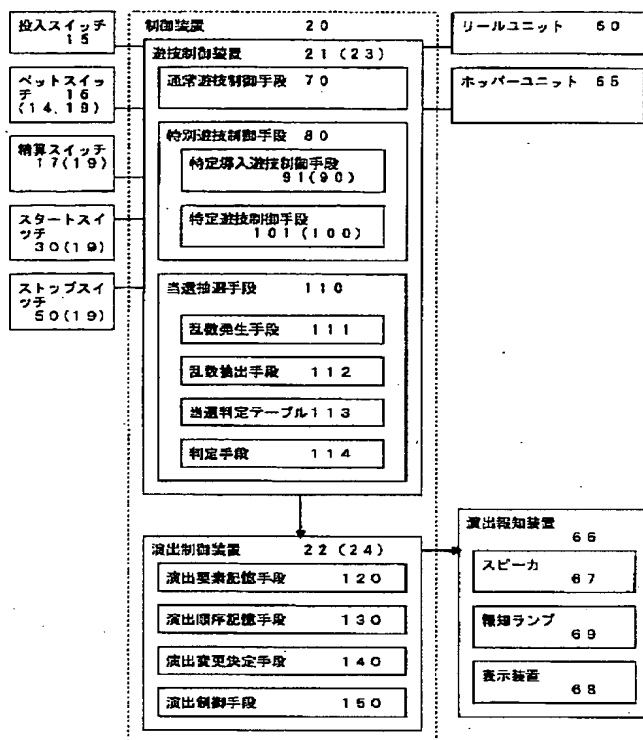 投入スイッチ
15
ベットスイッ
チ 16
(14、19)
精算スイッチ
17(19)
スタートスイ
ッチ
30(19)
ストップスイ
ッチ
50(19)
制御装置 20
遊技制御装置 21(23)
通常遊技制御手段 70
特別遊技制御手段 80
特定導入遊技制御手段
91(90)
特定遊技制御手段
101(100)
当選抽選手段 110
乱数発生手段 111
乱数抽出手段 112
当選判定テーブル113
判定手段 114
演出制御装置 22(24)
演出要素記憶手段 120
演出順序記憶手段 130
演出変更決定手段 140
演出制御手段 150
リールユニット 60
ホッパーユニット 65
演出報知装置
66
スピーカ
67
報知ランプ
69
表示装置
68